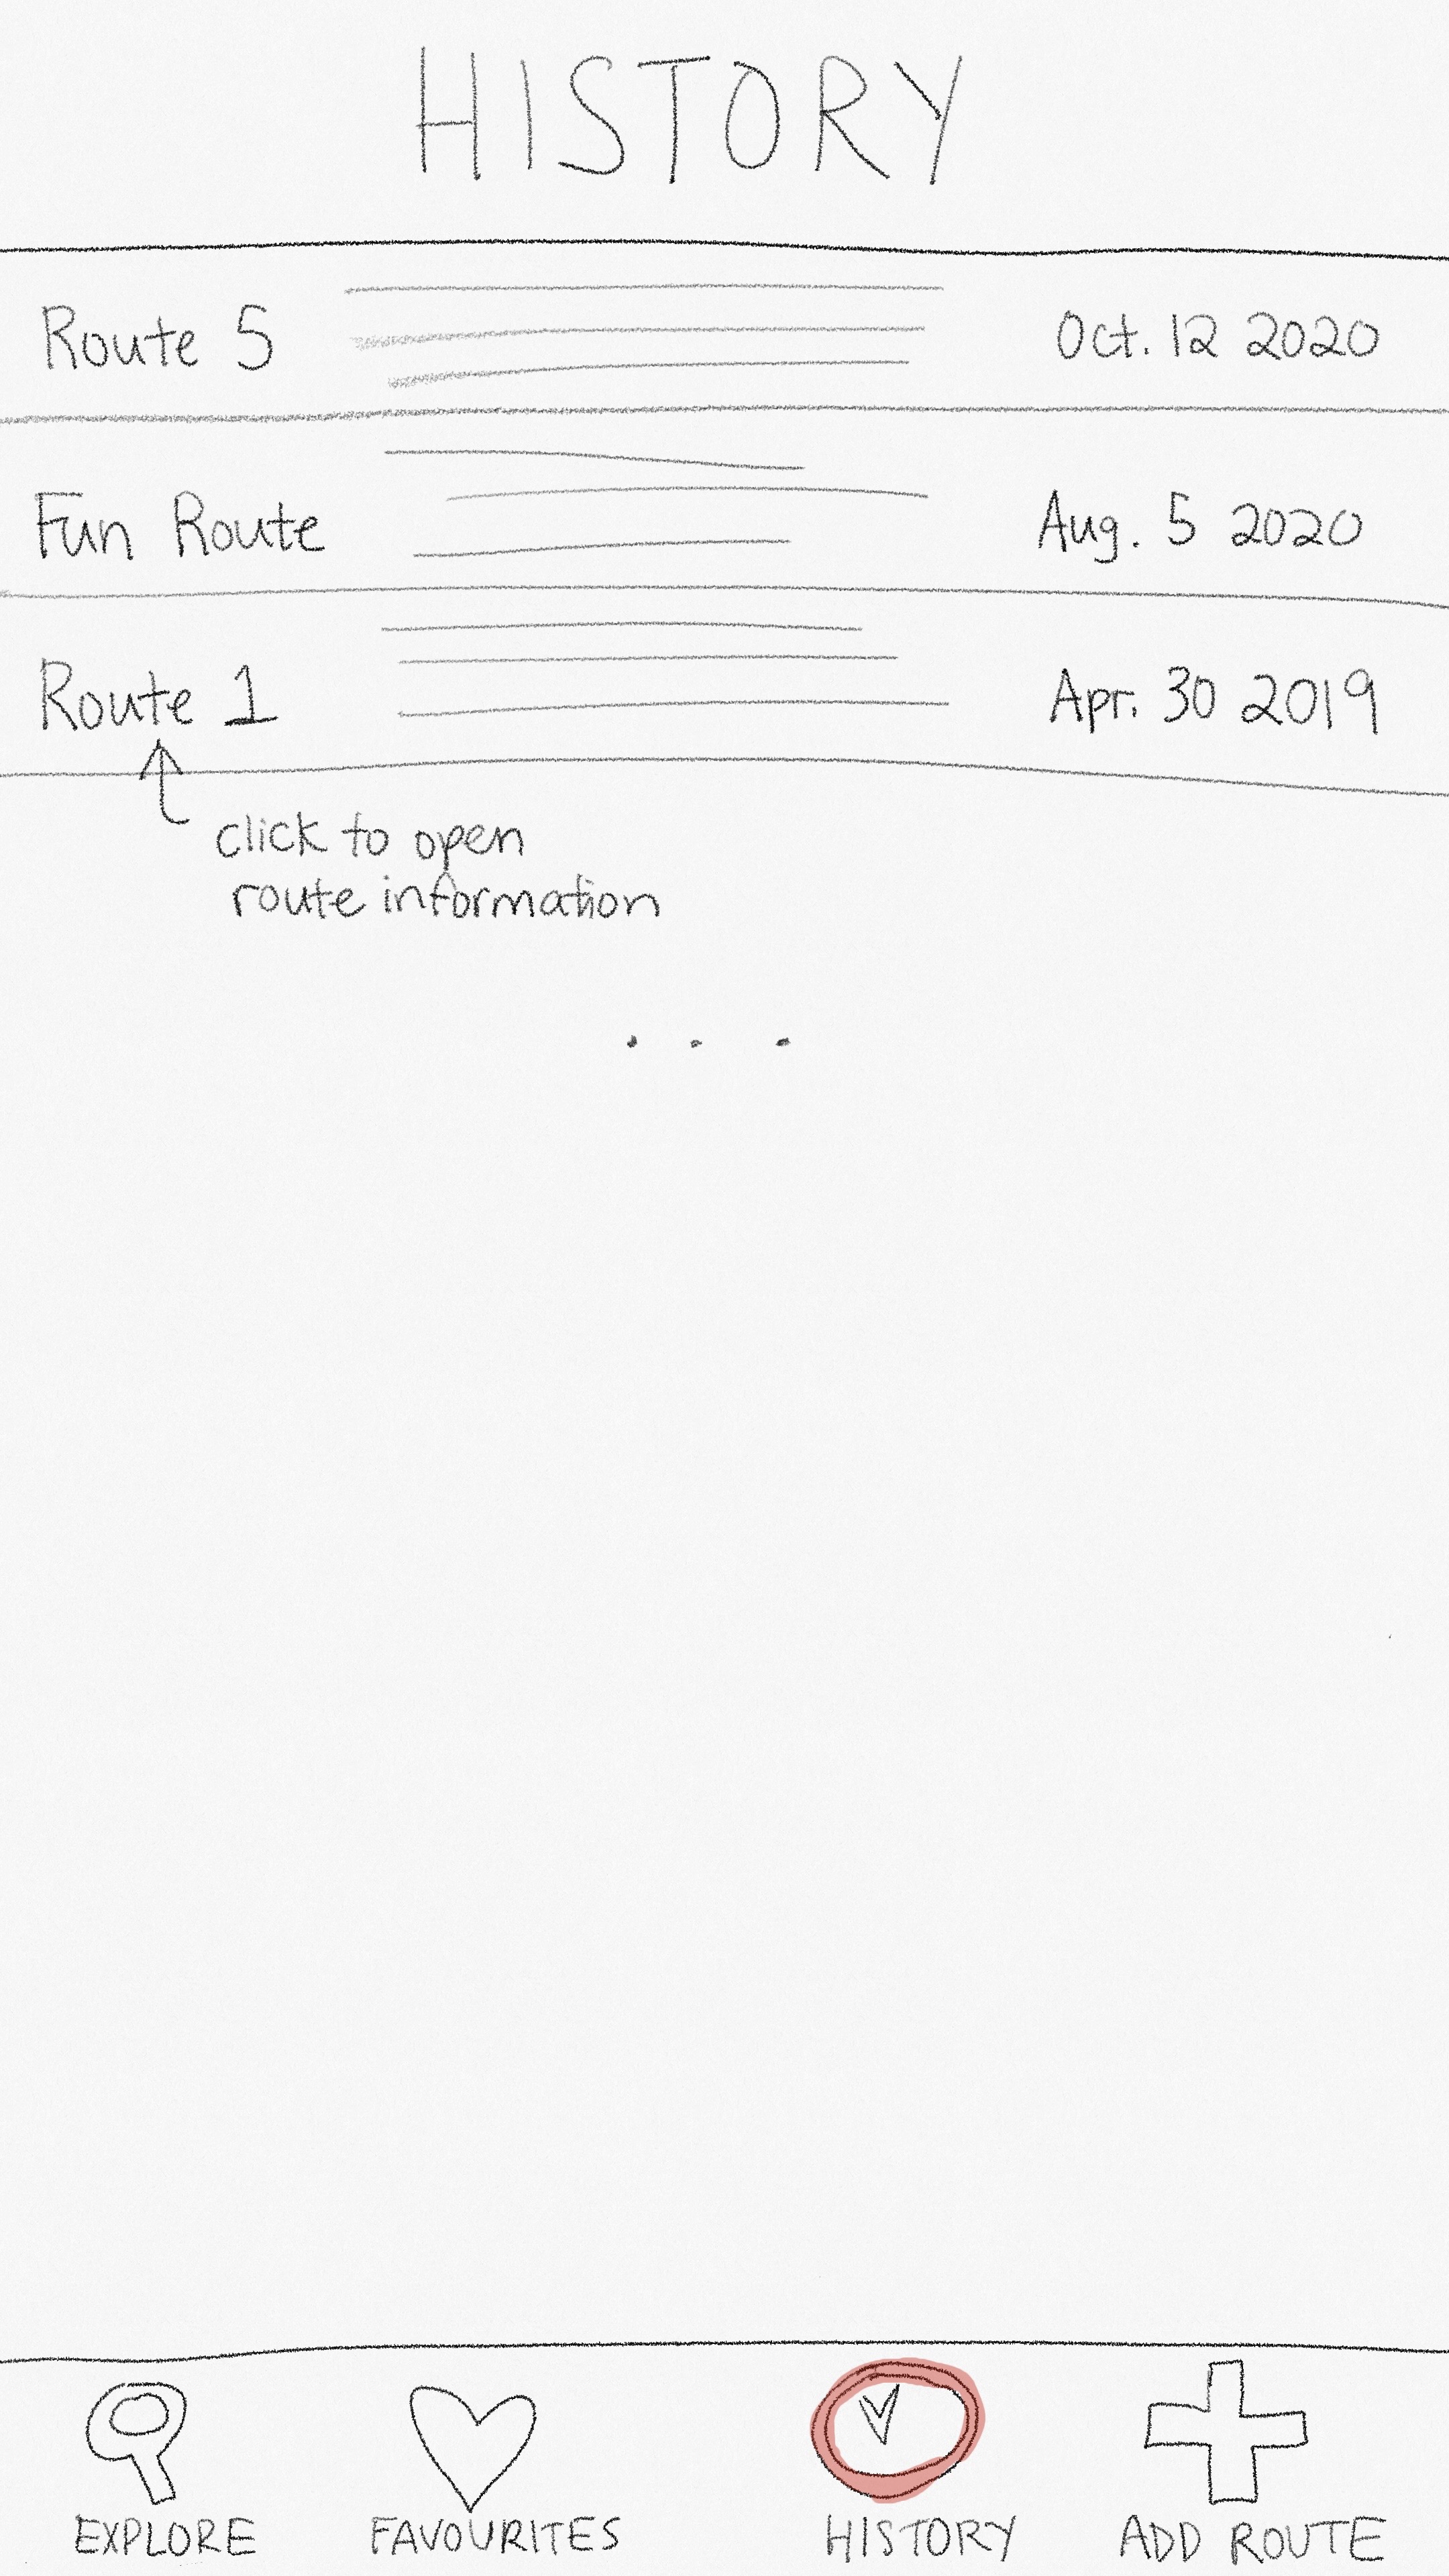 HISTORY
Route 5 Oct. 12 2020
Fun Route Aug. 5 2020
Route 1 Apr. 30 2019
click to open
route information
. . .
EXPLORE FAVOURITES HISTORY ADD ROUTE